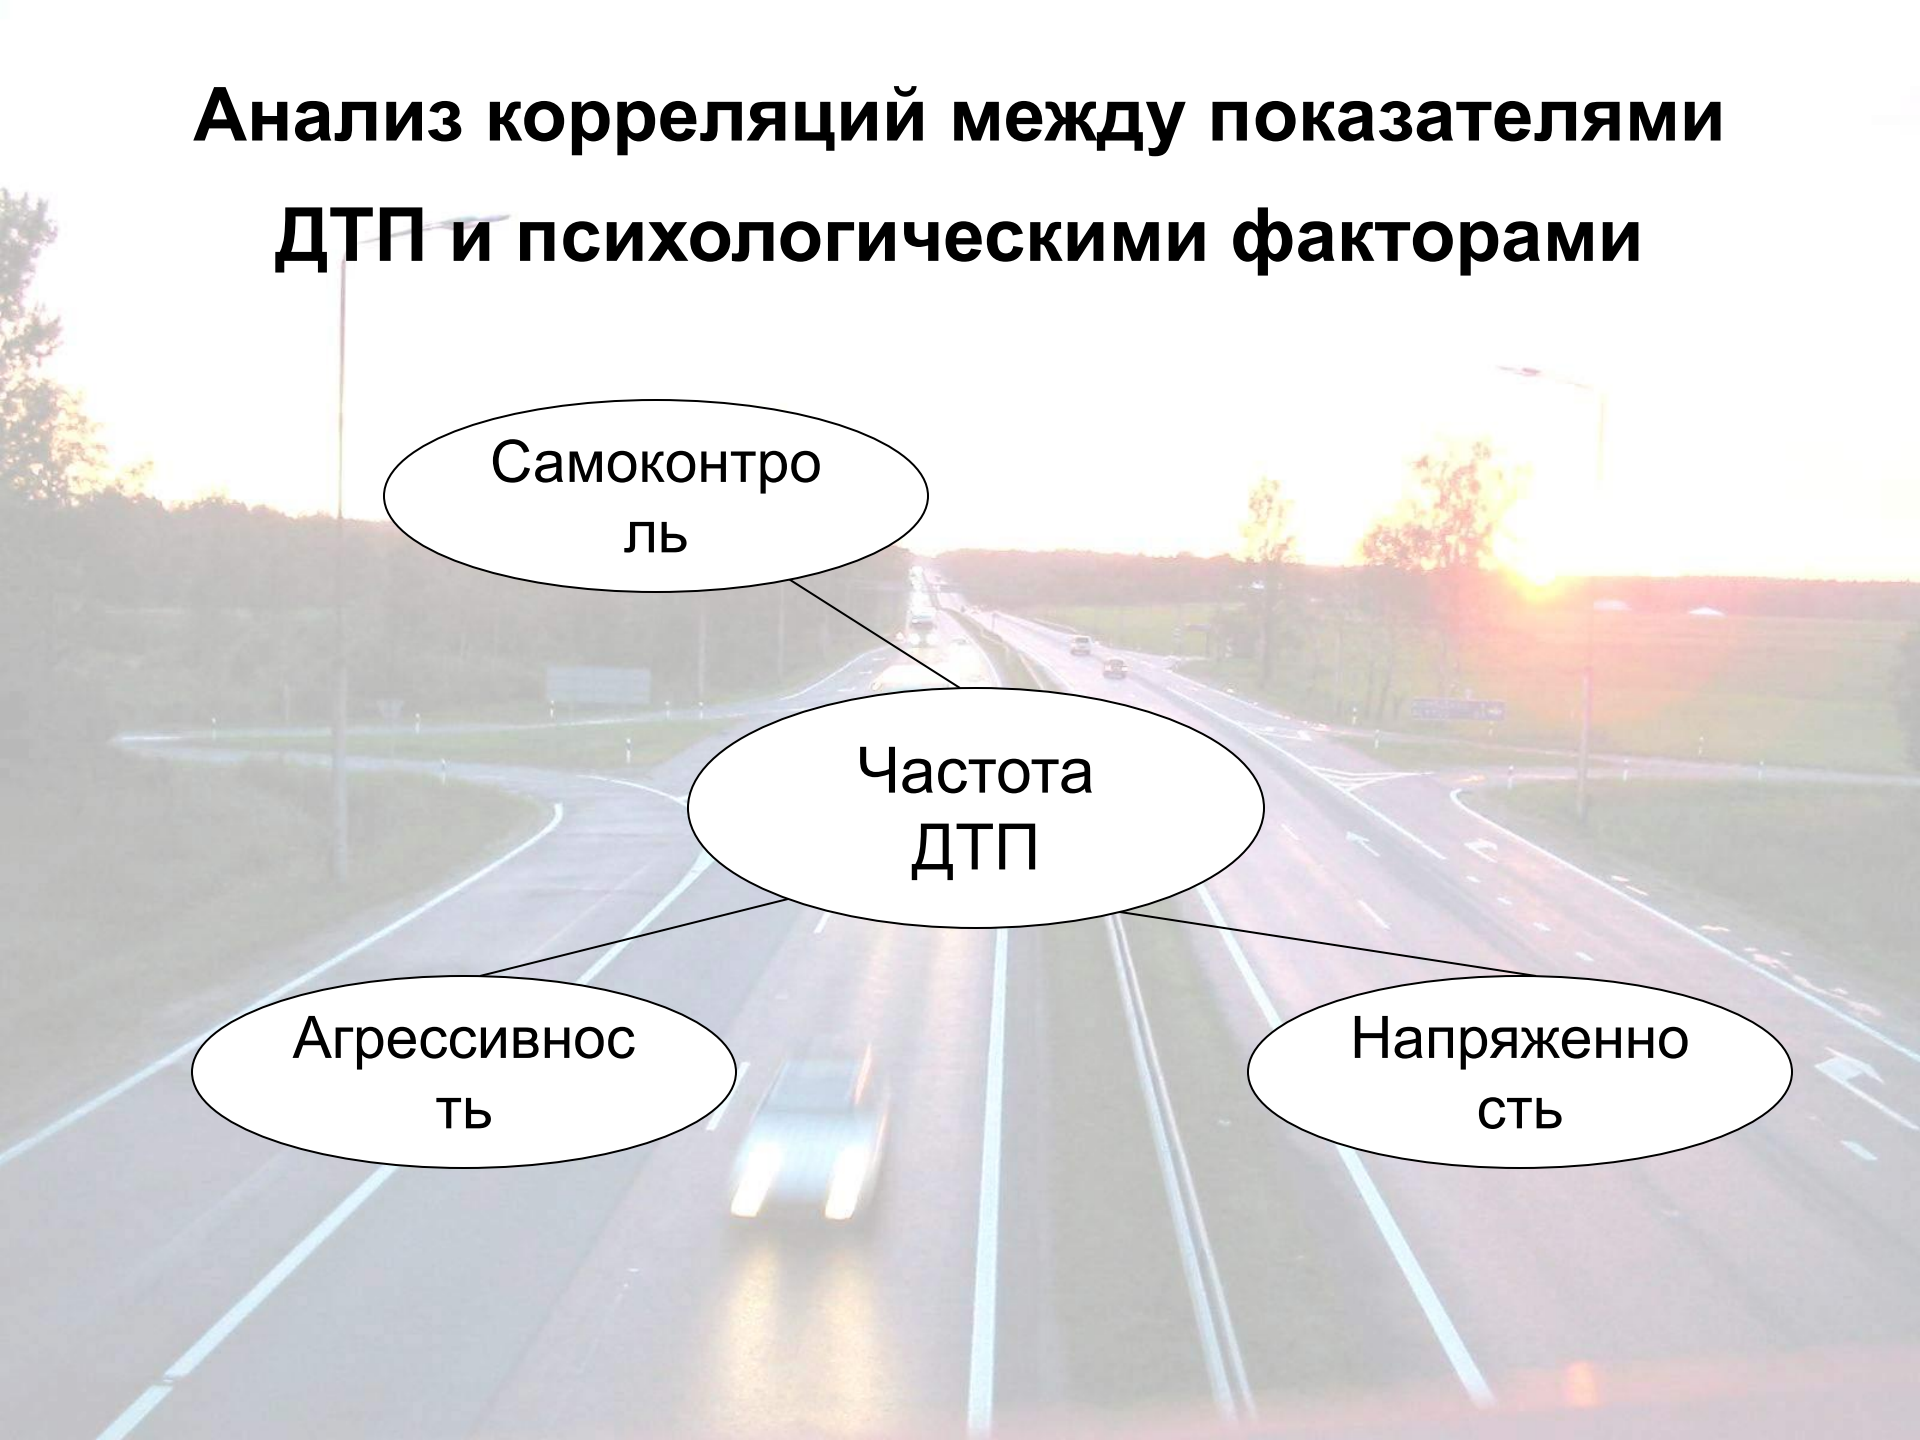 Анализ корреляций между показателями
ДТП и психологическими факторами
Самоконтро
ль
Частота
ДТП
Агрессивнос
ть
Напряженно
сть